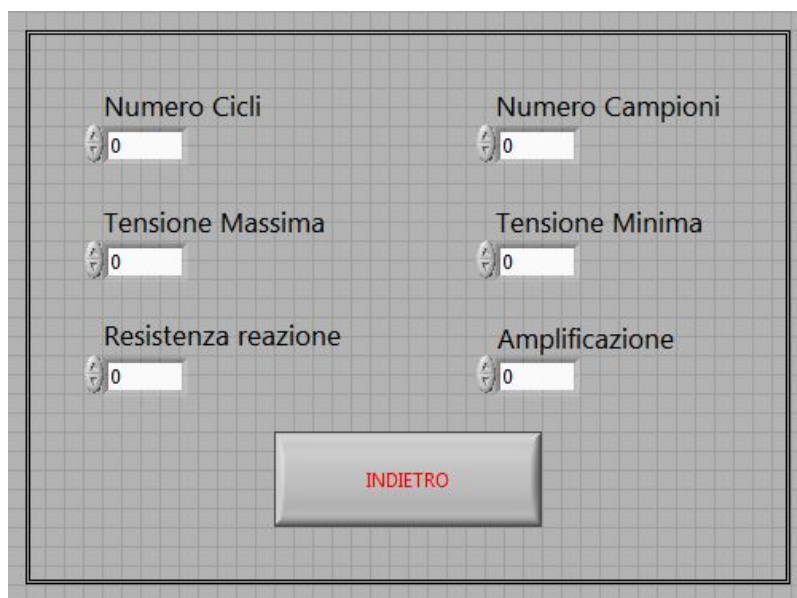 Numero Cicli
Numero Campioni
0
0
Tensione Massima
Tensione Minima
0
0
Resistenza reazione
Amplificazione
0
0
INDIETRO